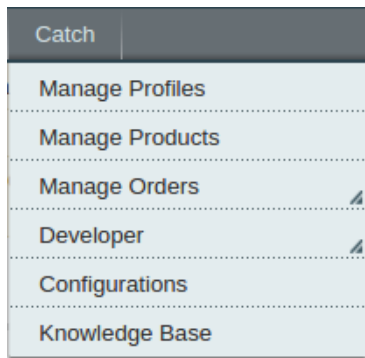 Catch
Manage Profiles
Manage Products
Manage Orders
Developer
Configurations
Knowledge Base